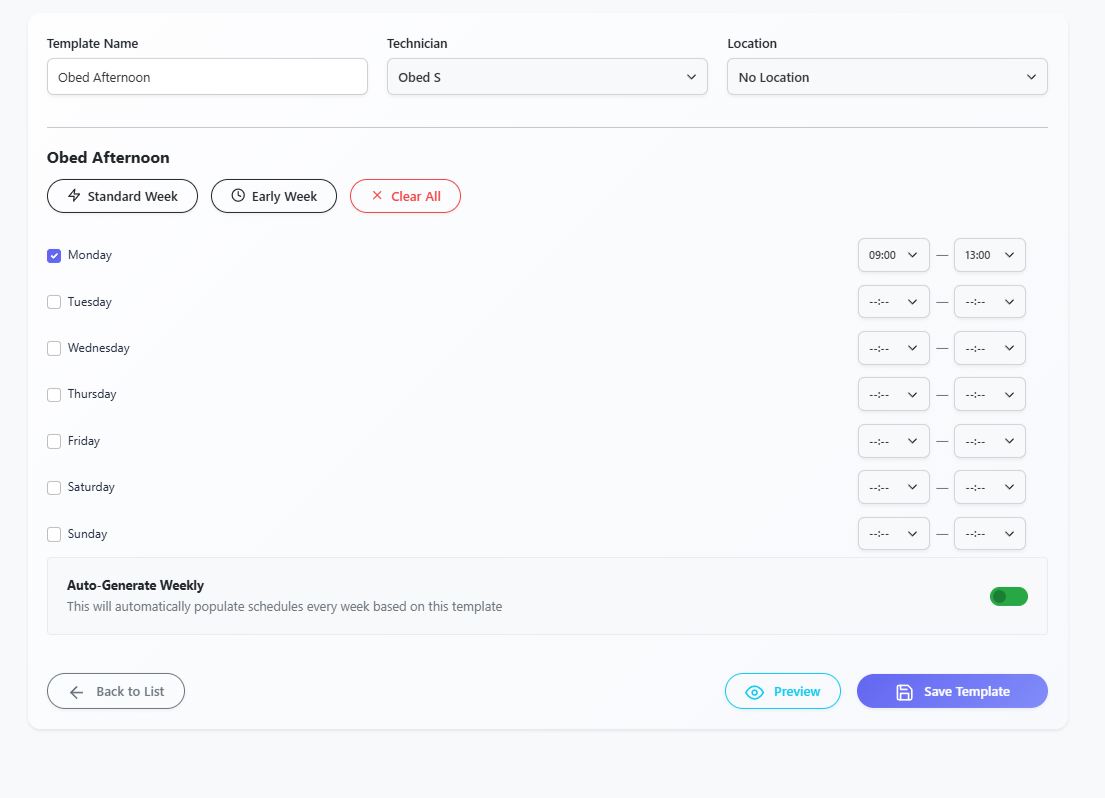 Template Name Technician Location
Obed Afternoon Obed S No Location
Obed Afternoon
Standard Week Early Week Clear All
Monday 09:00 — 13:00
Tuesday --:-- — --:--
Wednesday --:-- — --:--
Thursday --:-- — --:--
Friday --:-- — --:--
Saturday --:-- — --:--
Sunday --:-- — --:--
Auto-Generate Weekly
This will automatically populate schedules every week based on this template
Back to List Preview Save Template